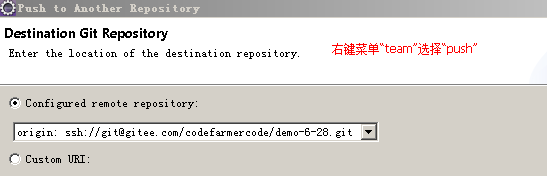 Push to Another Repository
Destination Git Repository
Enter the location of the destination repository.
右键菜单“team”选择“push”
Configured remote repository:
origin: ssh://git@gitee.com/codefarmercode/demo-6-28.git
Custom URI: